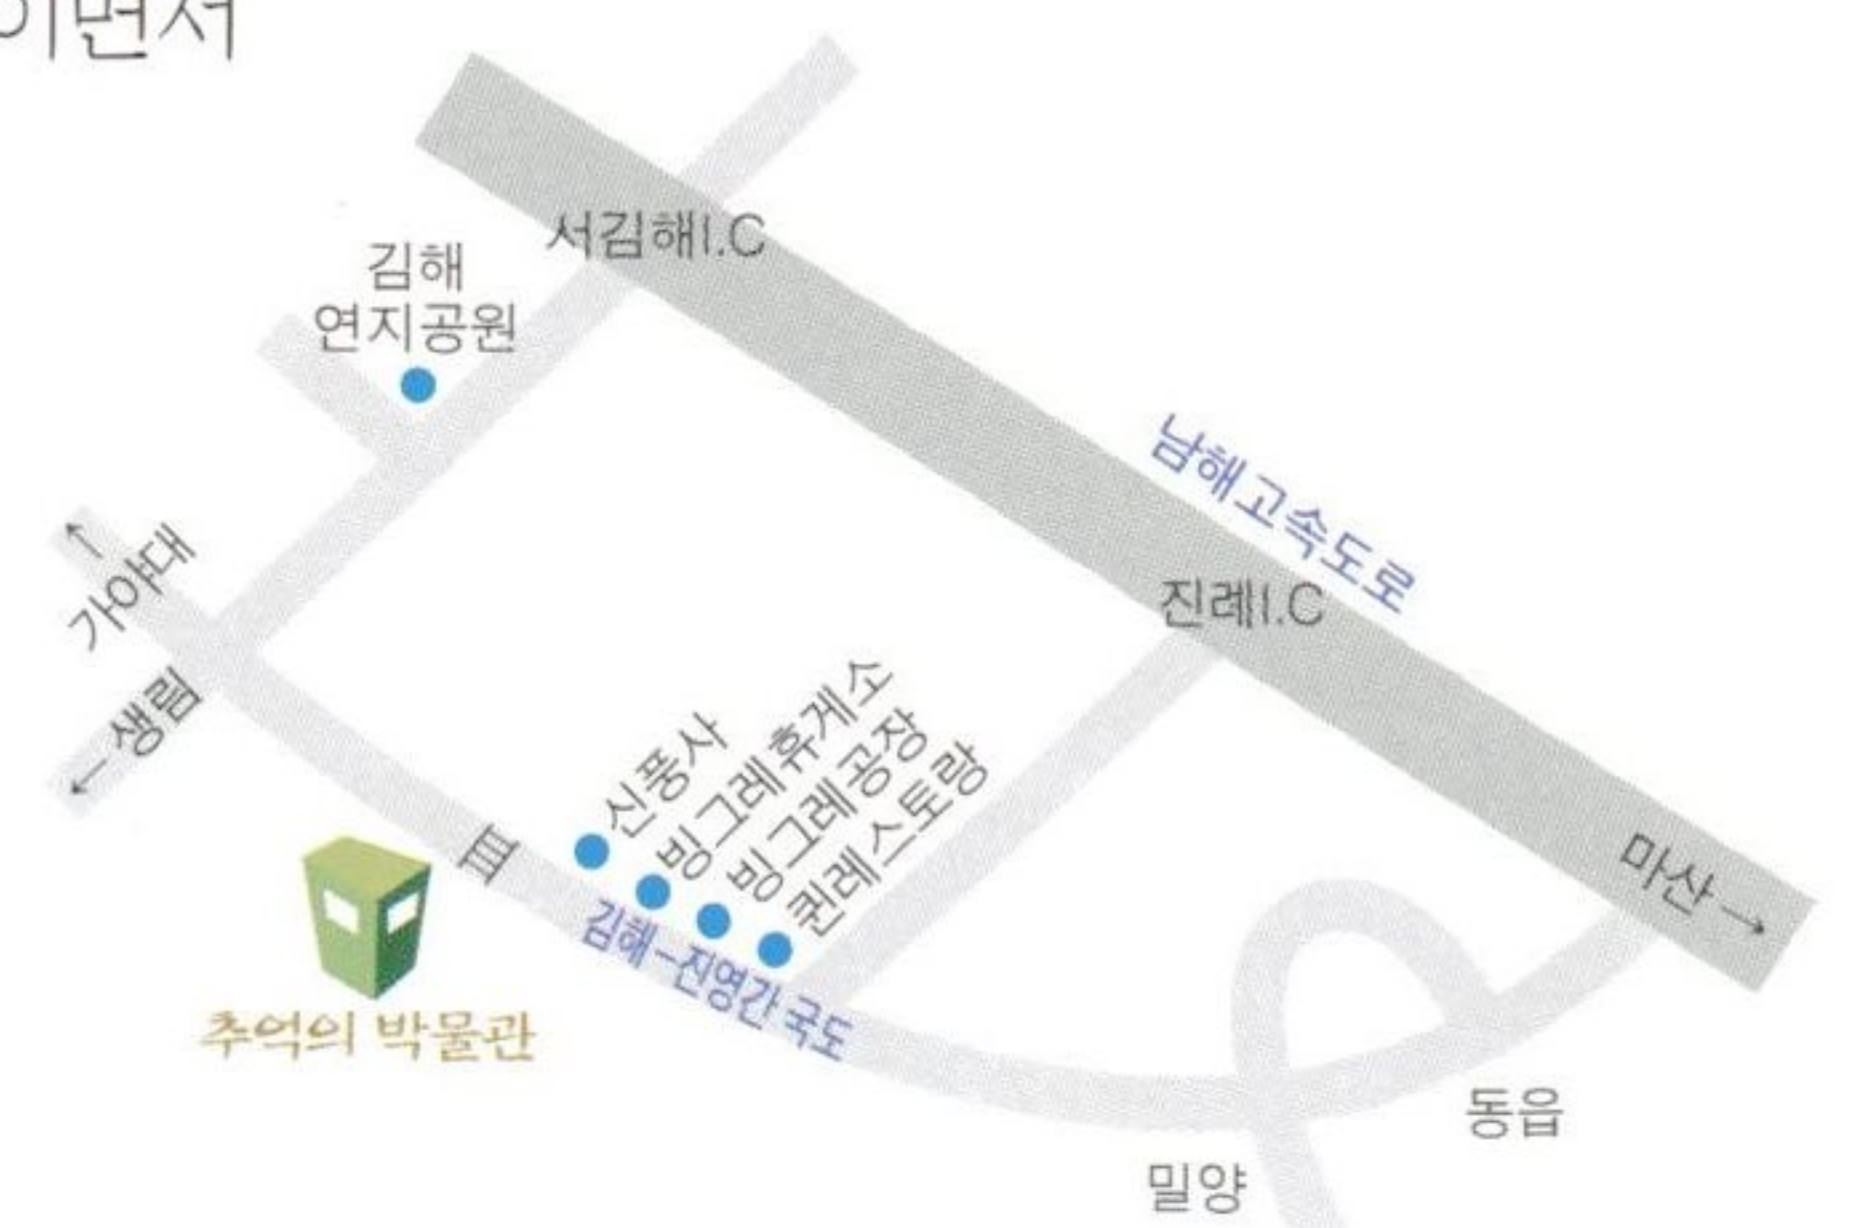 이면서
서김해I.C
김해
연지공원
남해고속도로
가야대
↑
진례I.C
← 생림
신풍사
빙그레휴게소
빙그레공장
퀸레스토랑
마산 →
김해-진영간 국도
추억의 박물관
동읍
밀양